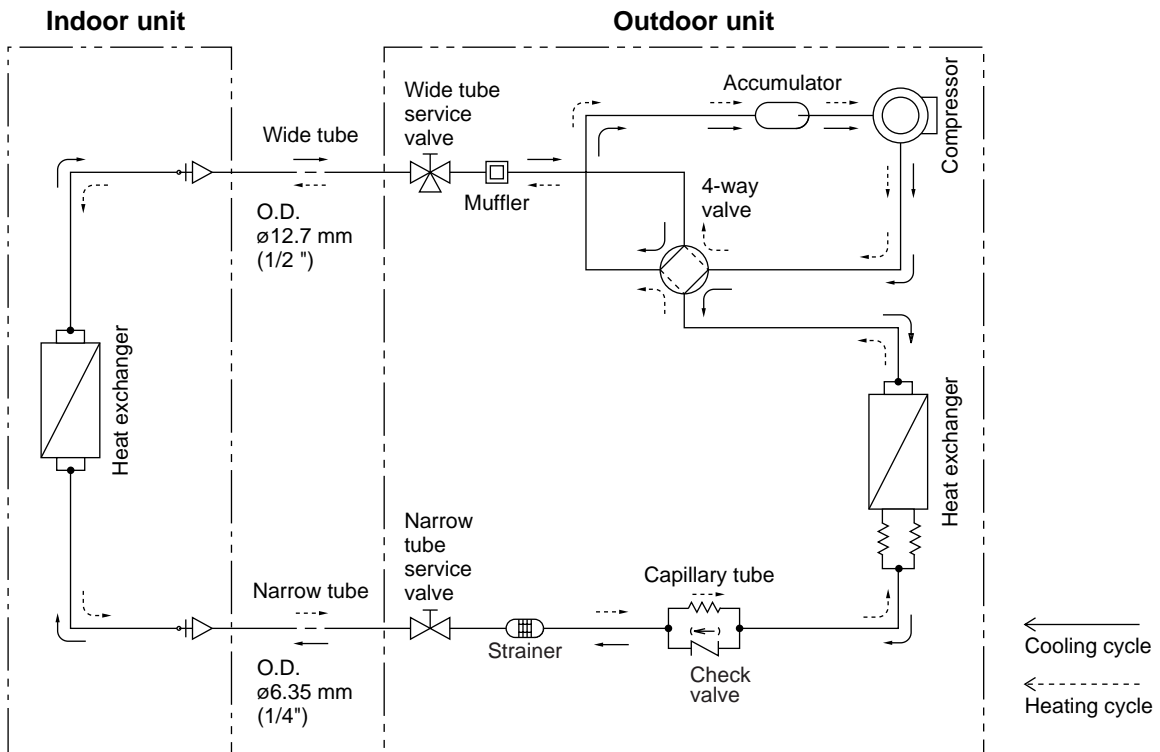 Indoor unit
Outdoor unit
Accumulator
Compressor
Wide tube
service
valve
Wide tube
Muffler
4-way
valve
O.D.
ø12.7 mm
(1/2 ")
Heat exchanger
Heat exchanger
Narrow
tube
service
valve
Capillary tube
Narrow tube
Strainer
Check
valve
O.D.
ø6.35 mm
(1/4")
Cooling cycle
Heating cycle